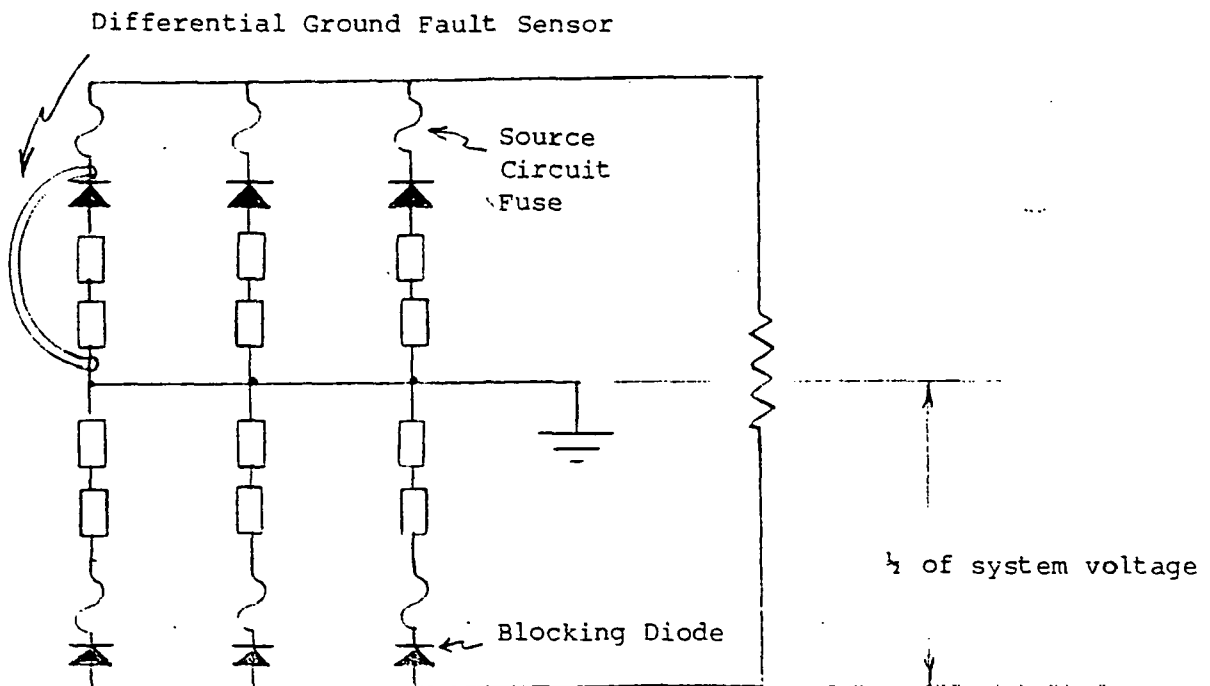 Differential Ground Fault Sensor
Source
Circuit
Fuse
½ of system voltage
Blocking Diode